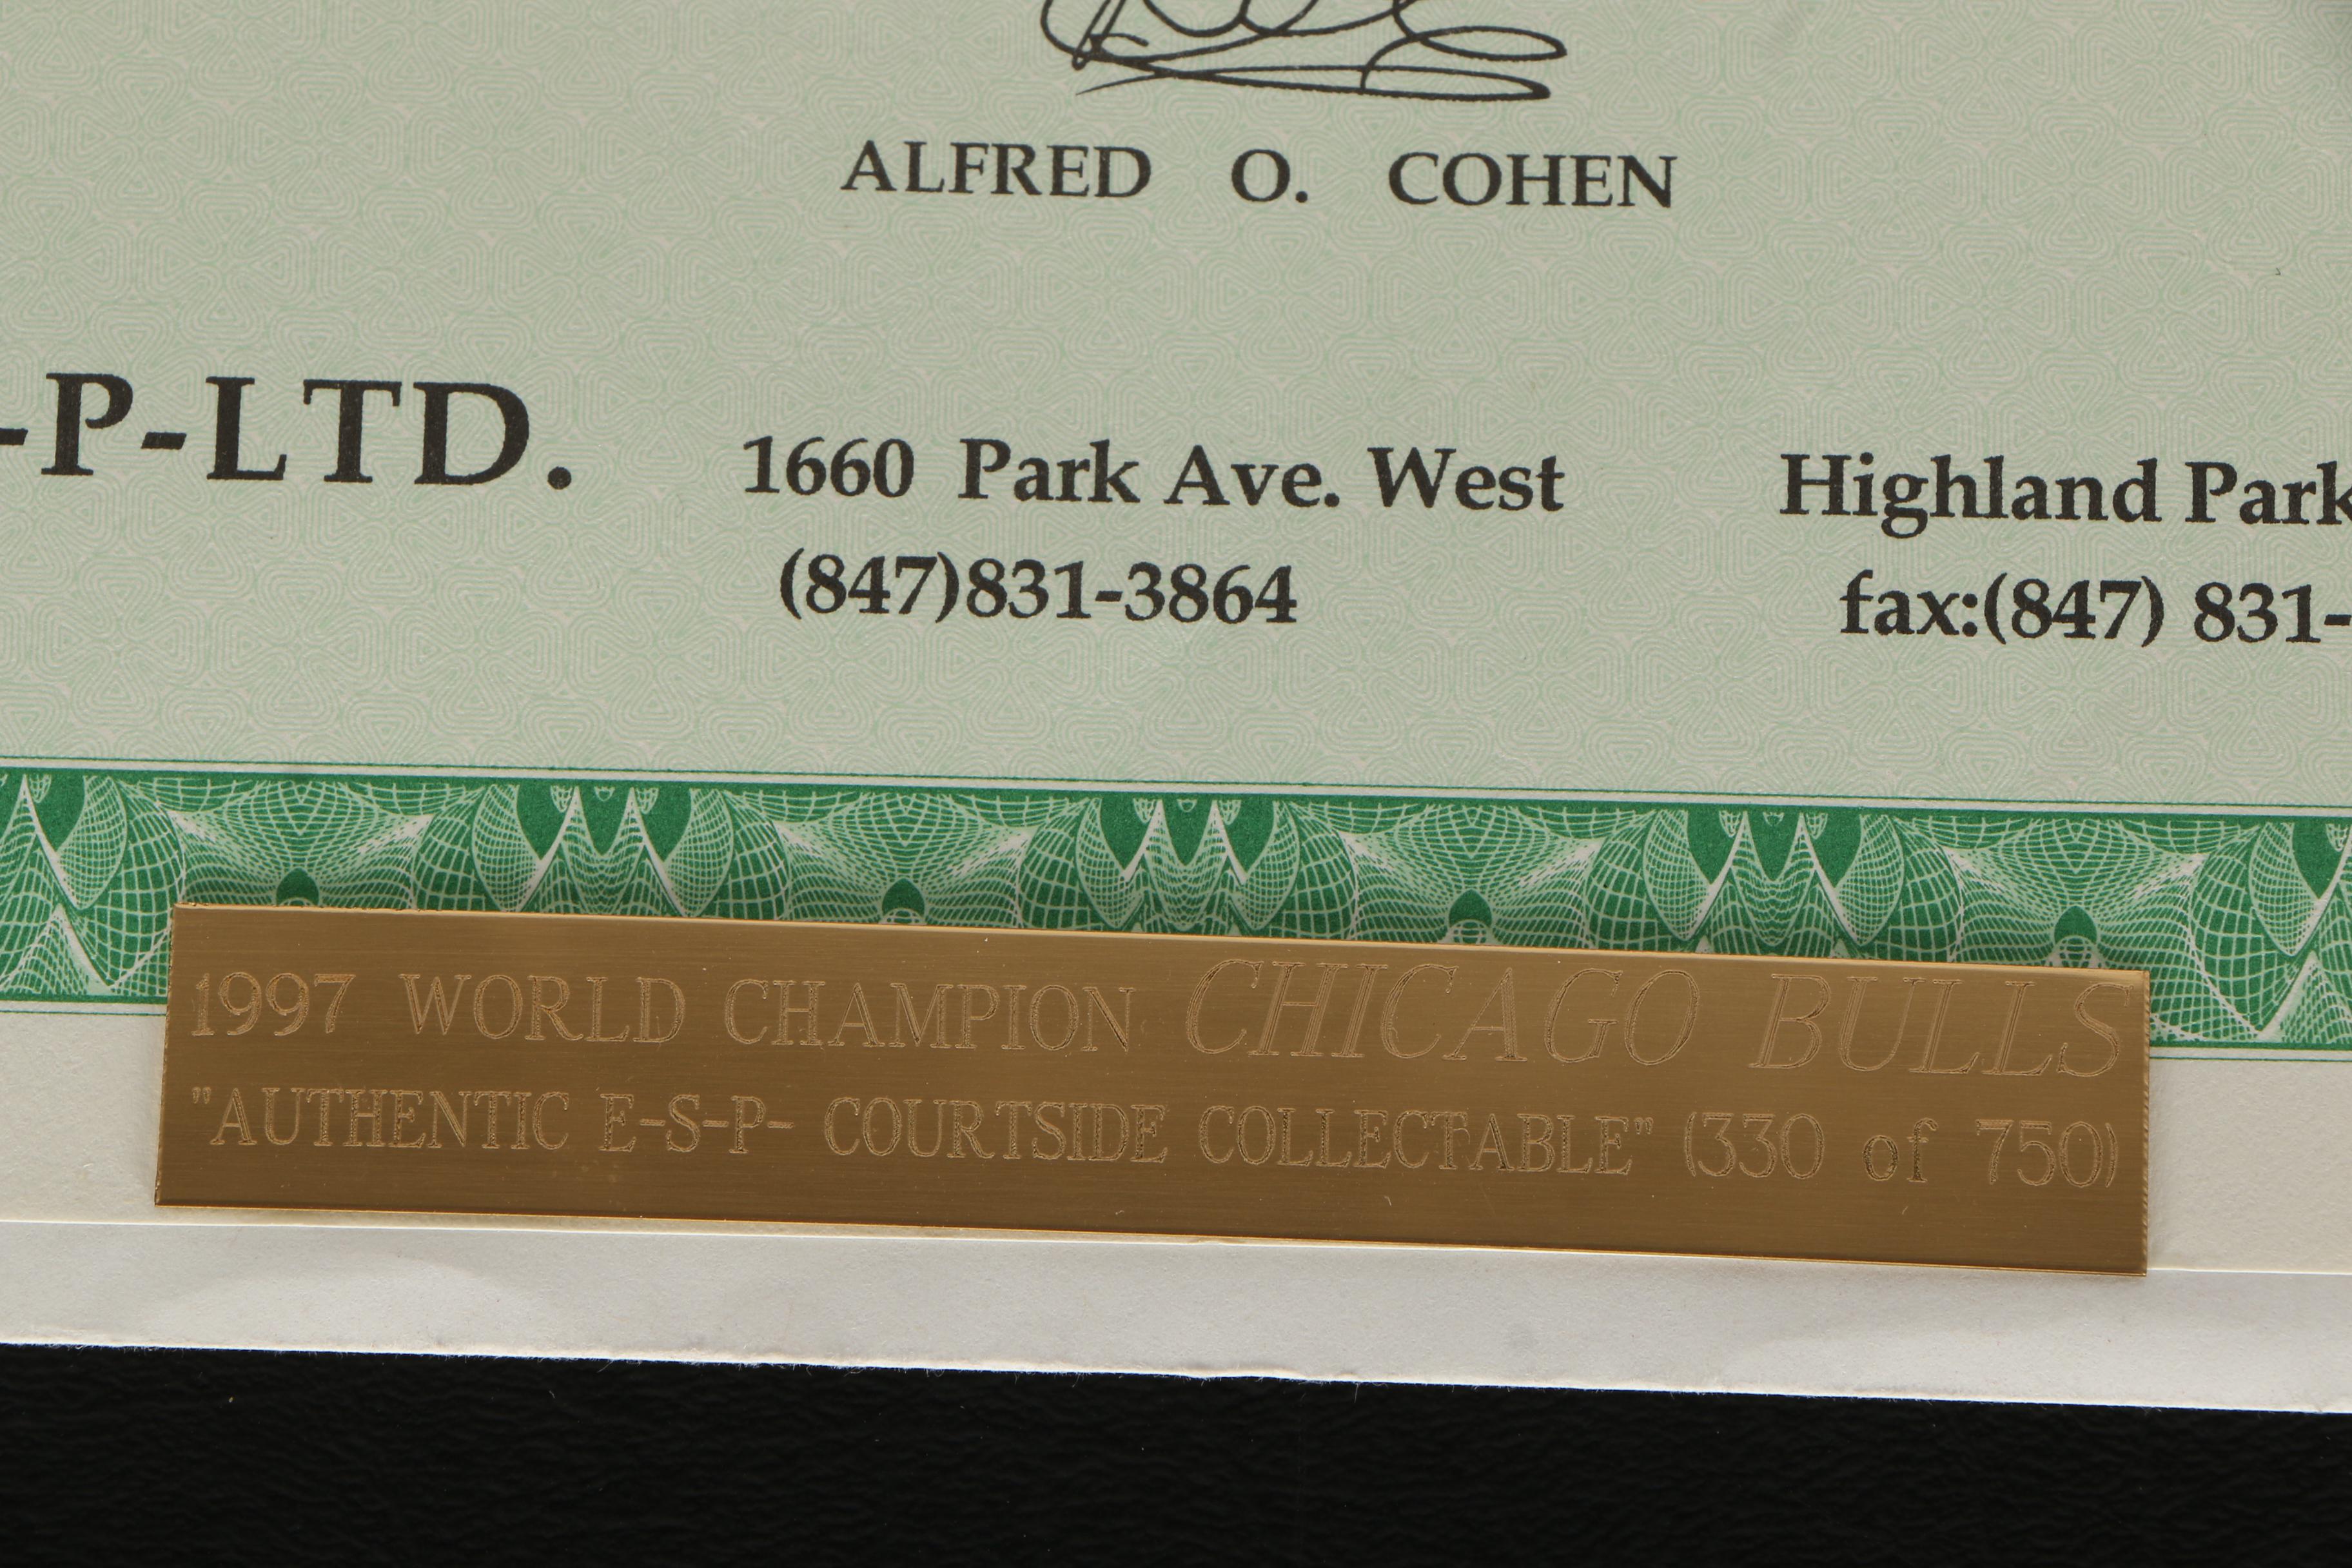 ALFRED O. COHEN
-P-LTD. 1660 Park Ave. West Highland Park
(847)831-3864 fax:(847) 831-
1997 WORLD CHAMPION CHICAGO BULLS
"AUTHENTIC E-S-P- COURTSIDE COLLECTABLE" (330 of 750)